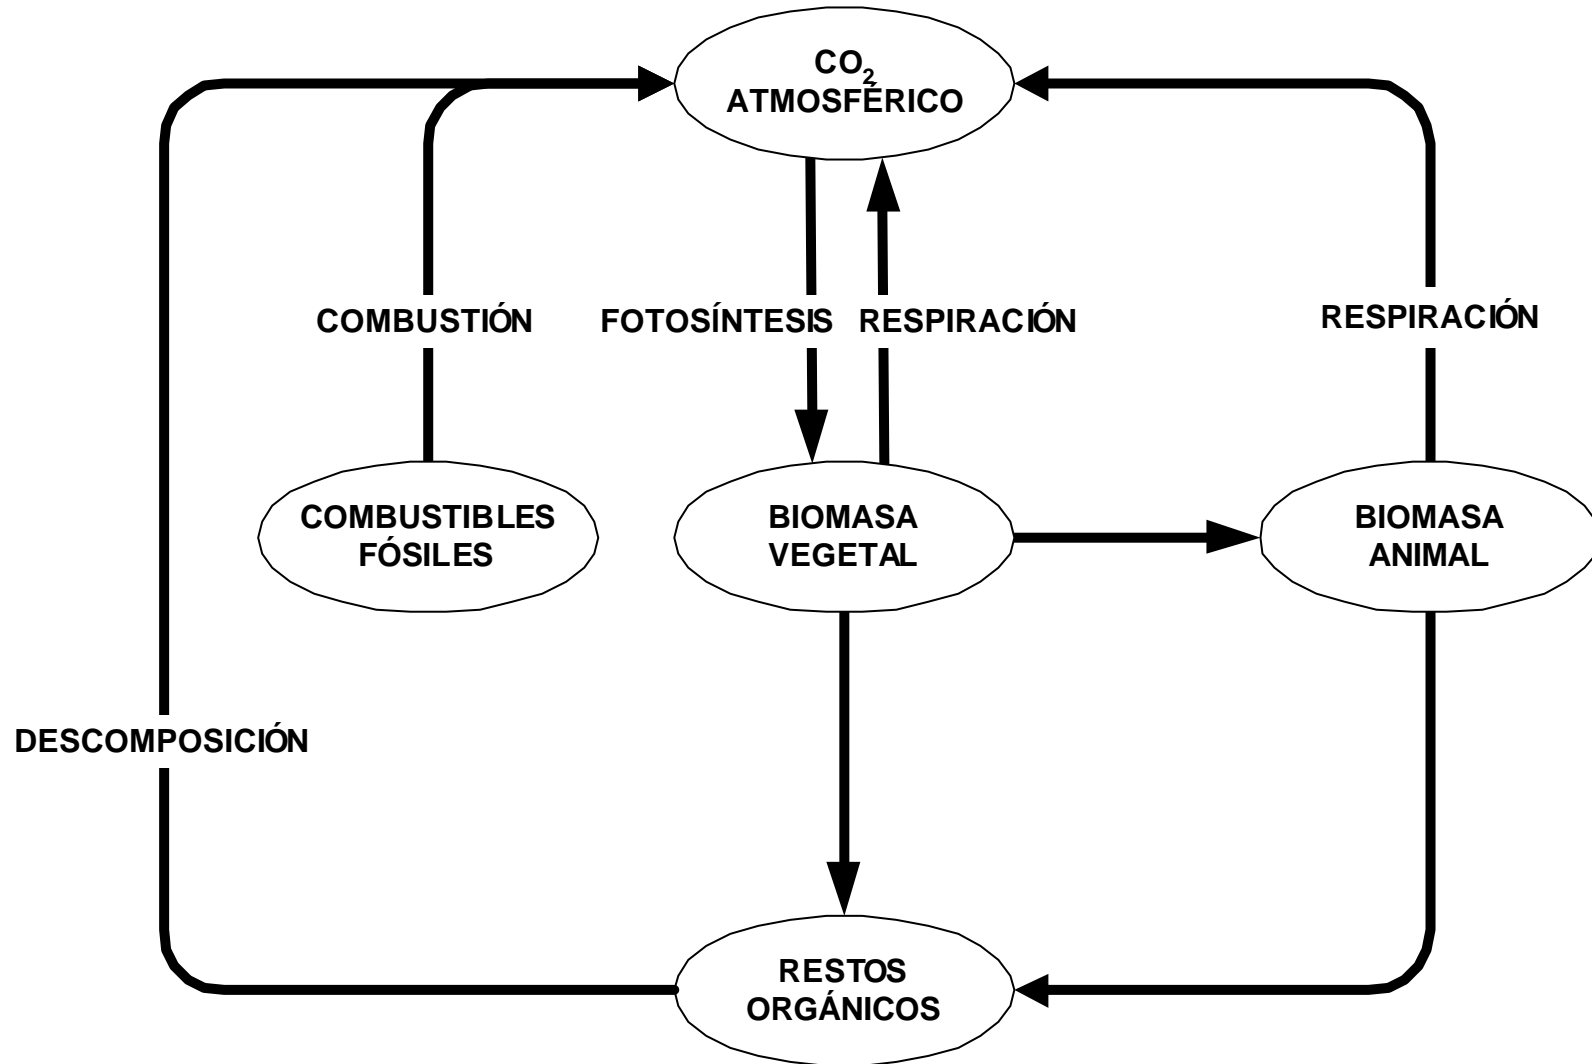 CO₂
ATMOSFÉRICO
COMBUSTIÓN
FOTOSÍNTESIS
RESPIRACIÓN
RESPIRACIÓN
COMBUSTIBLES
FÓSILES
BIOMASA
VEGETAL
BIOMASA
ANIMAL
DESCOMPOSICIÓN
RESTOS
ORGÁNICOS